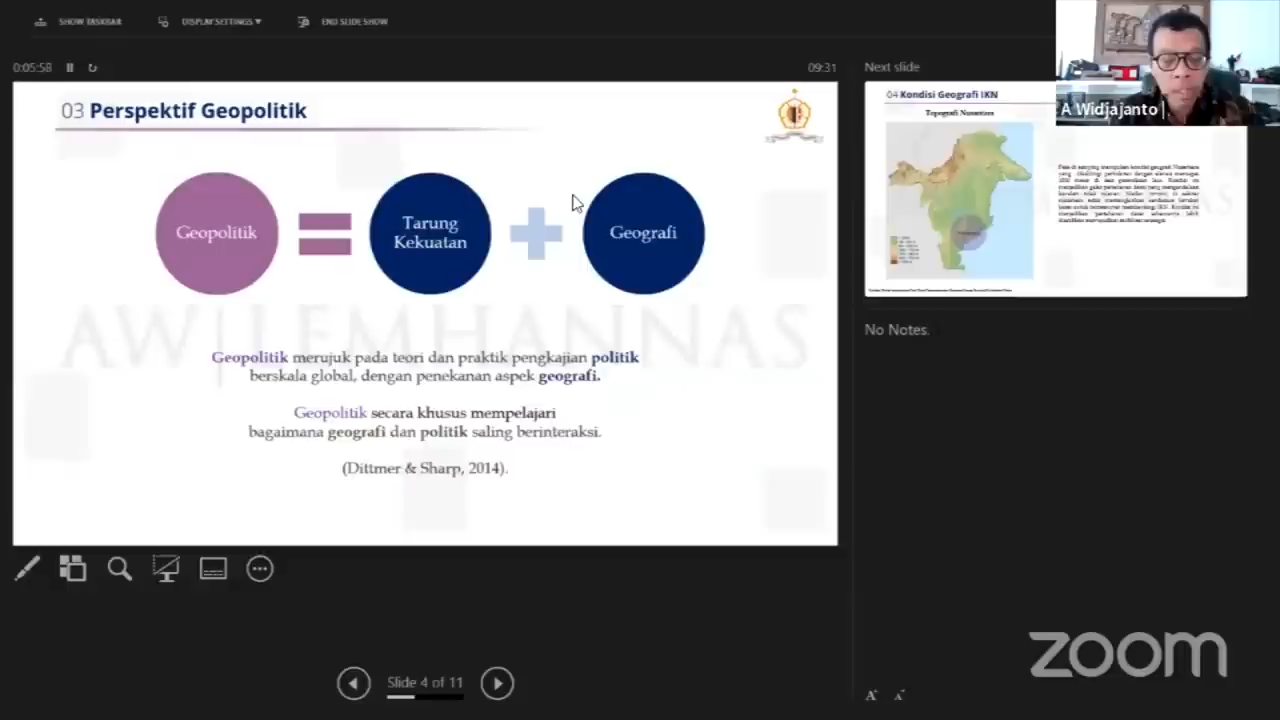 SHOW TASKBAR
DISPLAY SETTINGS ▾
END SLIDE SHOW
0:05:58
09:31
Next slide
03 Perspektif Geopolitik
Geopolitik
Tarung
Kekuatan
Geografi
AW|LEMHANNAS
Geopolitik merujuk pada teori dan praktik pengkajian politik
berskala global, dengan penekanan aspek geografi.
Geopolitik secara khusus mempelajari
bagaimana geografi dan politik saling berinteraksi.
(Dittmer & Sharp, 2014).
04 Kondisi Geografi IKN
Topografi Nusantara
A Widjajanto
No Notes.
Slide 4 of 11
A A
zoom